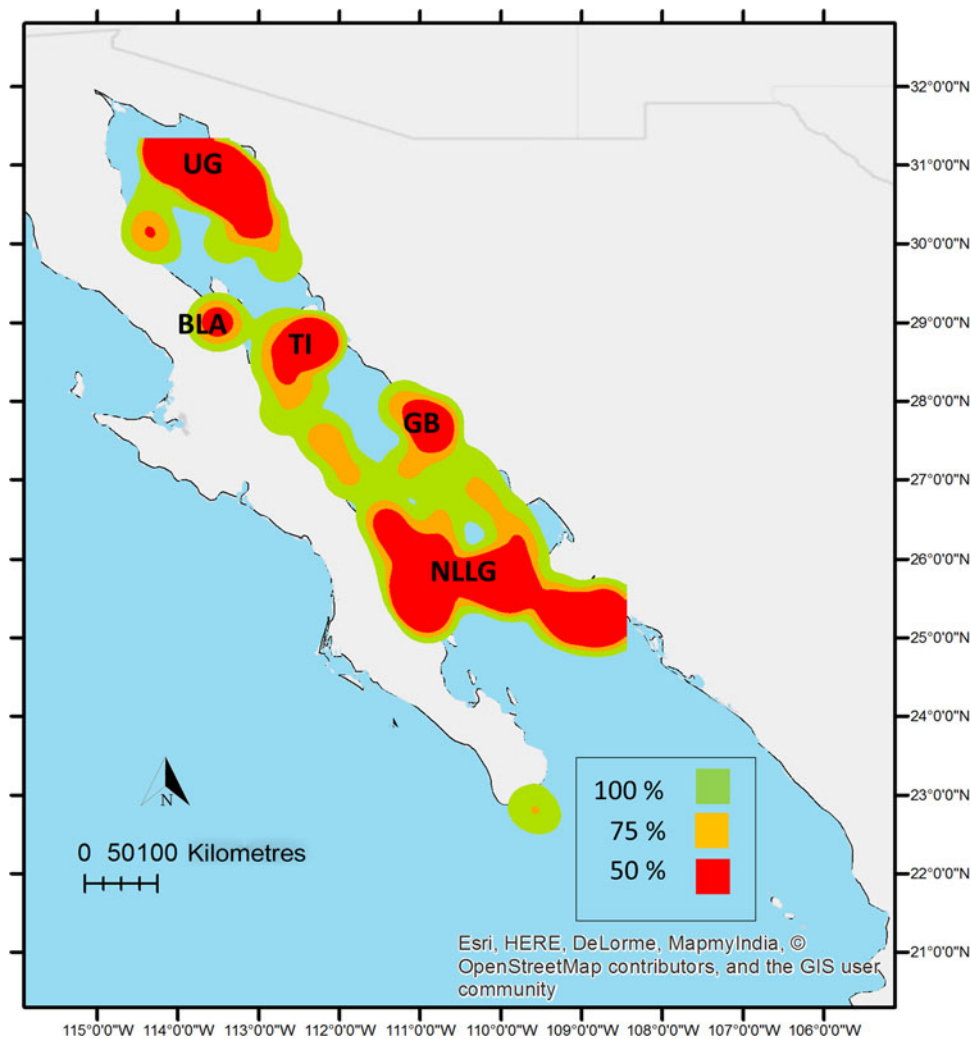 32°0'0"N
31°0'0"N
30°0'0"N
29°0'0"N
28°0'0"N
27°0'0"N
26°0'0"N
25°0'0"N
24°0'0"N
23°0'0"N
22°0'0"N
21°0'0"N
UG
BLA
TI
GB
NLLG
N
0 50100 Kilometres
100 %
75 %
50 %
Esri, HERE, DeLorme, MapmyIndia, ©
OpenStreetMap contributors, and the GIS user
community
115°0'0"W 114°0'0"W 113°0'0"W 112°0'0"W 111°0'0"W 110°0'0"W 109°0'0"W 108°0'0"W 107°0'0"W 106°0'0"W